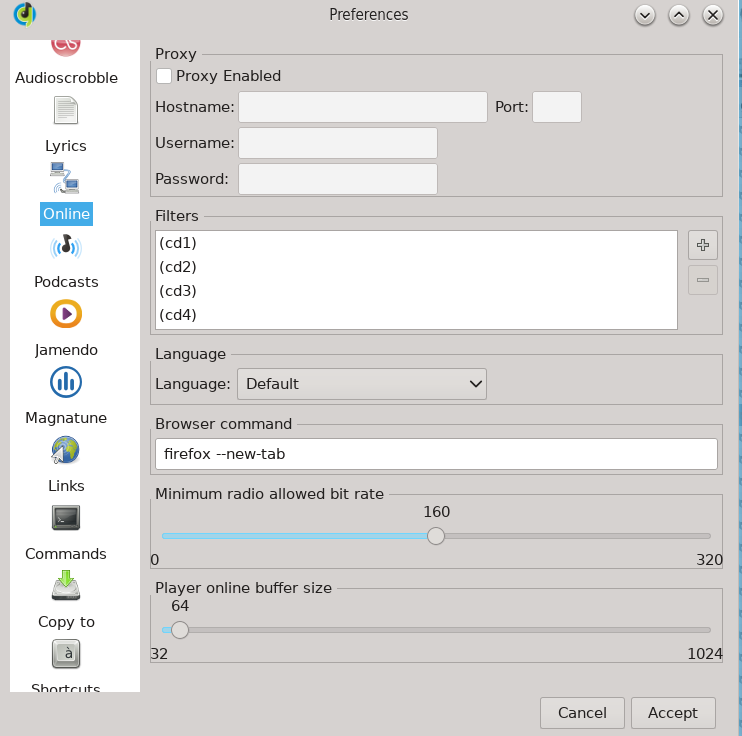 Preferences
Audioscrobble
Lyrics
Online
Podcasts
Jamendo
Magnatune
Links
Commands
Copy to
Shortcuts
Proxy
Proxy Enabled
Hostname: Port:
Username:
Password:
Filters
(cd1)
(cd2)
(cd3)
(cd4)
Language
Language: Default
Browser command
firefox --new-tab
Minimum radio allowed bit rate
160
0 320
Player online buffer size
64
32 1024
Cancel Accept